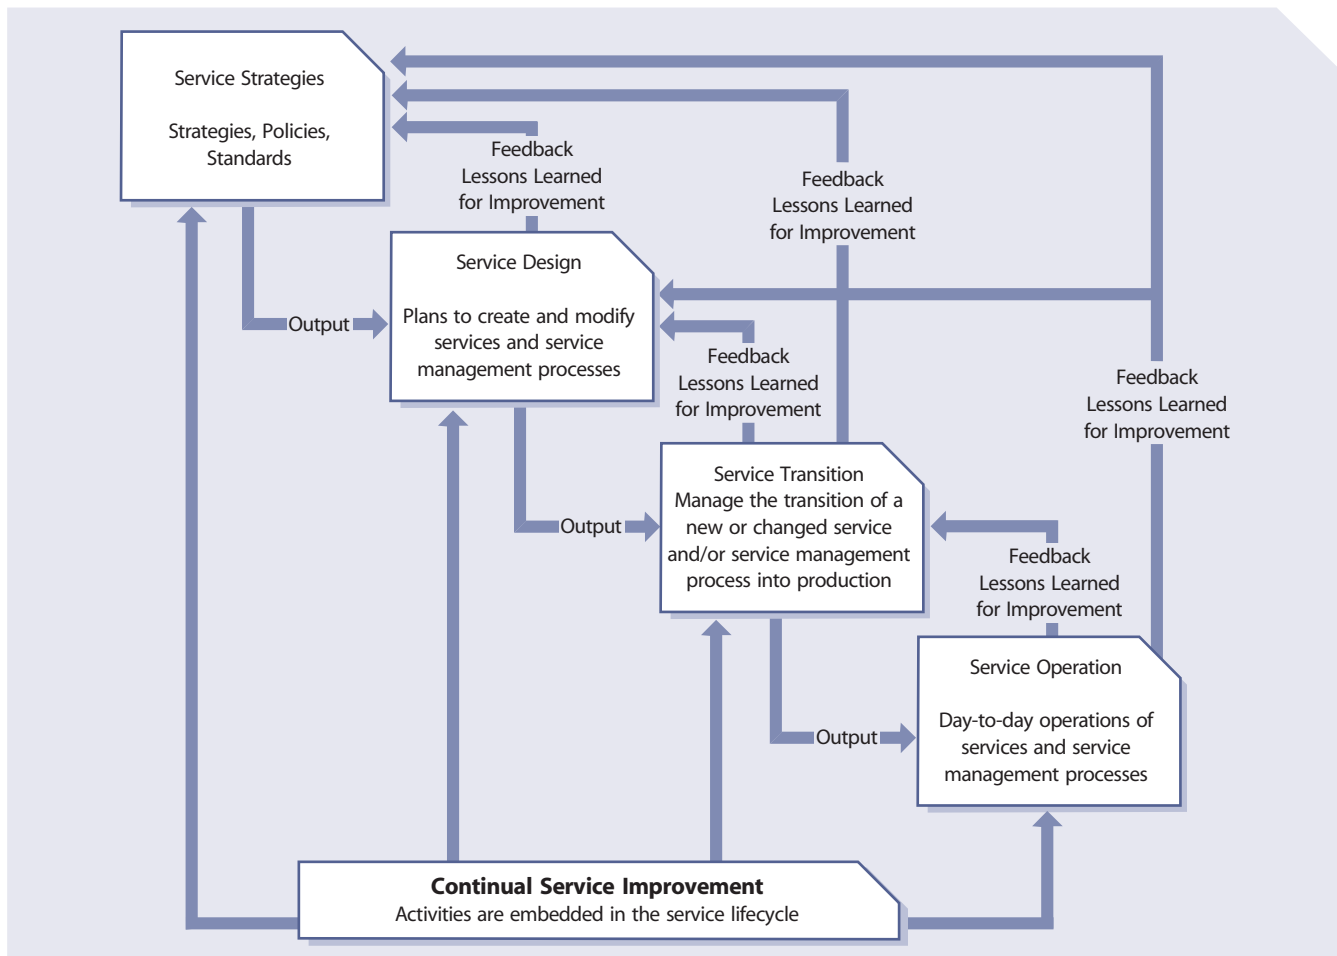 Service Strategies
Strategies, Policies,
Standards
Feedback
Lessons Learned
for Improvement
Feedback
Lessons Learned
for Improvement
Service Design
Plans to create and modify
services and service
management processes
Output
Feedback
Lessons Learned
for Improvement
Feedback
Lessons Learned
for Improvement
Service Transition
Manage the transition of a
new or changed service
and/or service management
process into production
Output
Feedback
Lessons Learned
for Improvement
Service Operation
Day-to-day operations of
services and service
management processes
Output
Continual Service Improvement
Activities are embedded in the service lifecycle